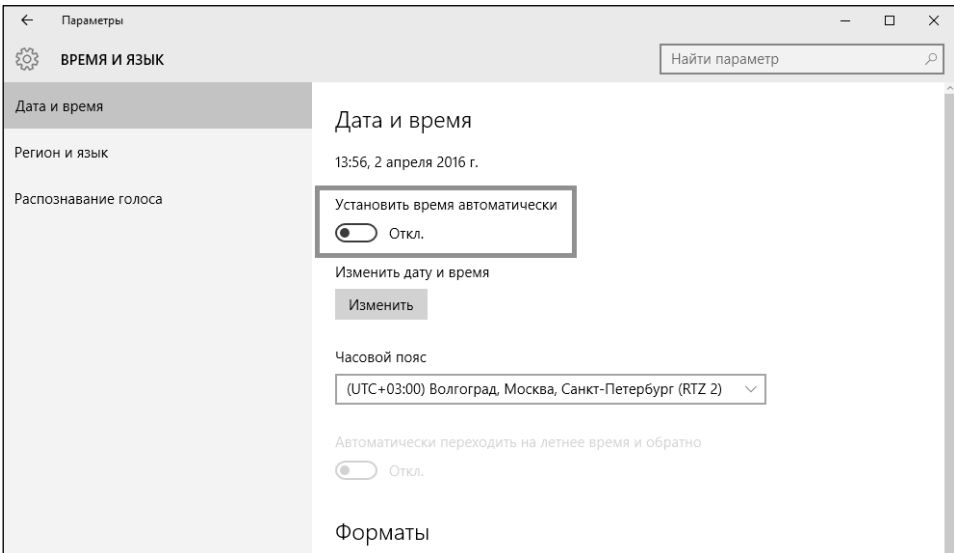 Параметры
ВРЕМЯ И ЯЗЫК
Найти параметр
Дата и время
Регион и язык
Распознавание голоса
Дата и время
13:56, 2 апреля 2016 г.
Установить время автоматически
Откл.
Изменить дату и время
Изменить
Часовой пояс
(UTC+03:00) Волгоград, Москва, Санкт-Петербург (RTZ 2)
Автоматически переходить на летнее время и обратно
Откл.
Форматы